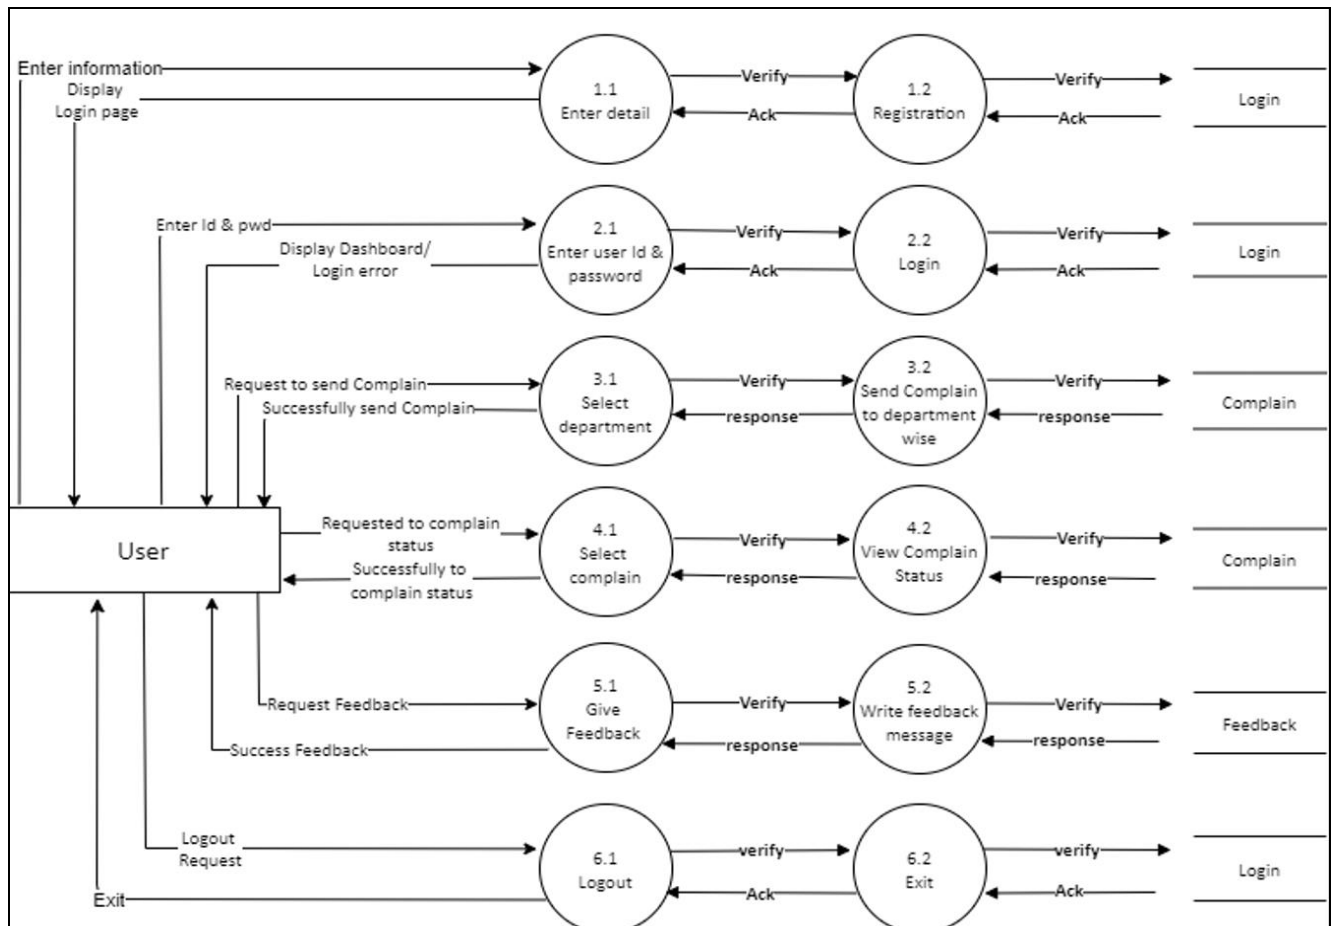 Enter information
Display
Login page
1.1
Enter detail
Verify
Ack
1.2
Registration
Verify
Ack
Login
Enter Id & pwd
Display Dashboard/
Login error
2.1
Enter user Id &
password
Verify
Ack
2.2
Login
Verify
Ack
Login
Request to send Complain
Successfully send Complain
3.1
Select
department
Verify
response
3.2
Send Complain
to department
wise
Verify
response
Complain
User
Requested to complain
status
Successfully to
complain status
4.1
Select
complain
Verify
response
4.2
View Complain
Status
Verify
response
Complain
Request Feedback
Success Feedback
5.1
Give
Feedback
Verify
response
5.2
Write feedback
message
Verify
response
Feedback
Logout
Request
Exit
6.1
Logout
verify
Ack
6.2
Exit
verify
Ack
Login